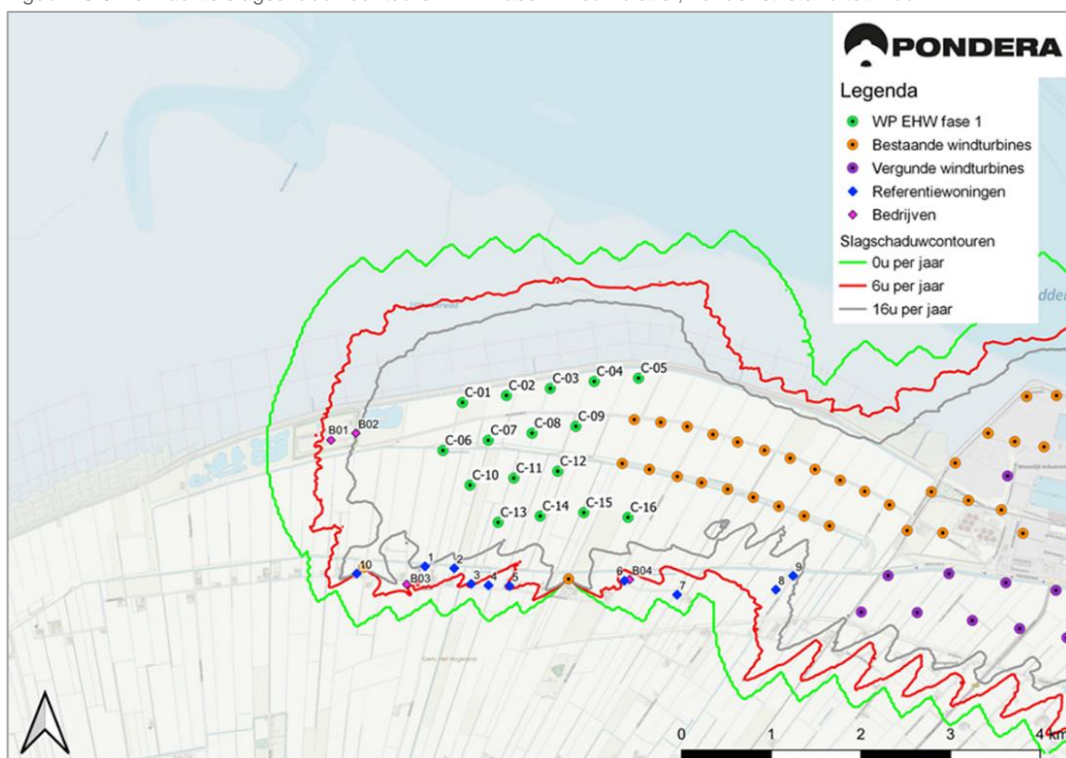 PONDERA
Legenda
WP EHW fase 1
Bestaande windturbines
Vergunde windturbines
Referentiewoningen
Bedrijven
Slagschaduwcontouren
0u per jaar
6u per jaar
16u per jaar
C-01
C-02
C-03
C-04
C-05
C-06
C-07
C-08
C-09
C-10
C-11
C-12
C-13
C-14
C-15
C-16
B01
B02
10
B03
1
2
3
4
5
6
B04
7
8
9
0
1
2
3
4 km